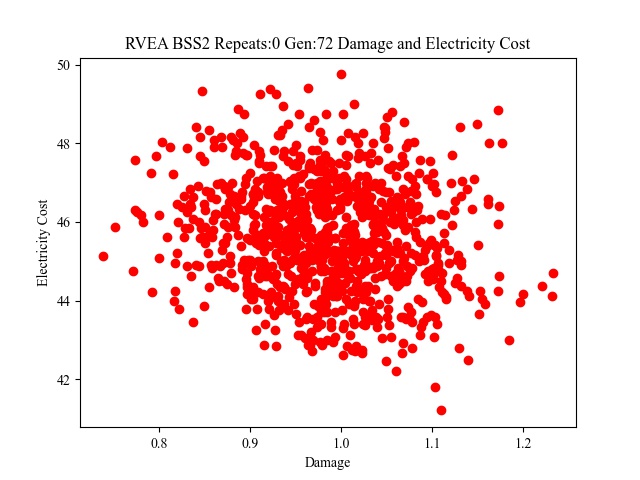 RVEA BSS2 Repeats:0 Gen:72 Damage and Electricity Cost
50
48
46
44
42
Electricity Cost
0.8 0.9 1.0 1.1 1.2
Damage